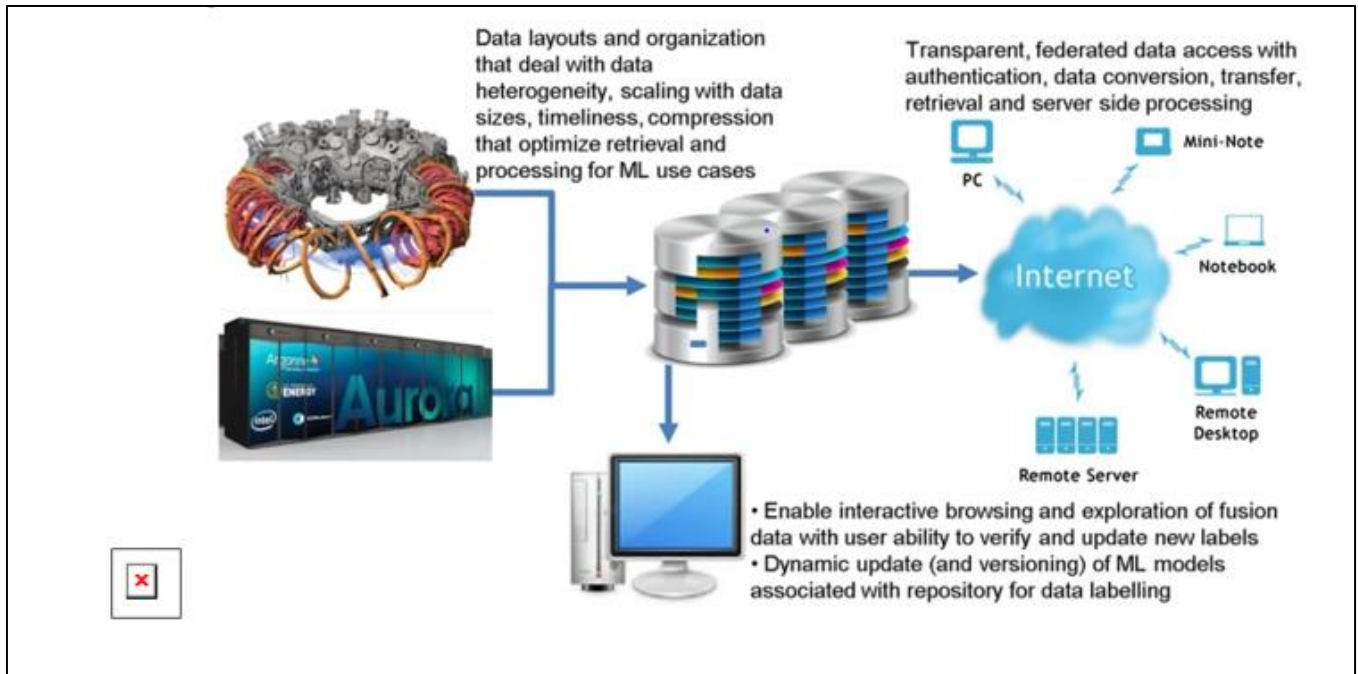 Data layouts and organization
that deal with data
heterogeneity, scaling with data
sizes, timeliness, compression
that optimize retrieval and
processing for ML use cases
Transparent, federated data access with
authentication, data conversion, transfer,
retrieval and server side processing
PC
Mini-Note
Internet
Notebook
Remote
Desktop
Remote Server
Argonne
ENERGY
intel
Aurora
• Enable interactive browsing and exploration of fusion
data with user ability to verify and update new labels
• Dynamic update (and versioning) of ML models
associated with repository for data labelling